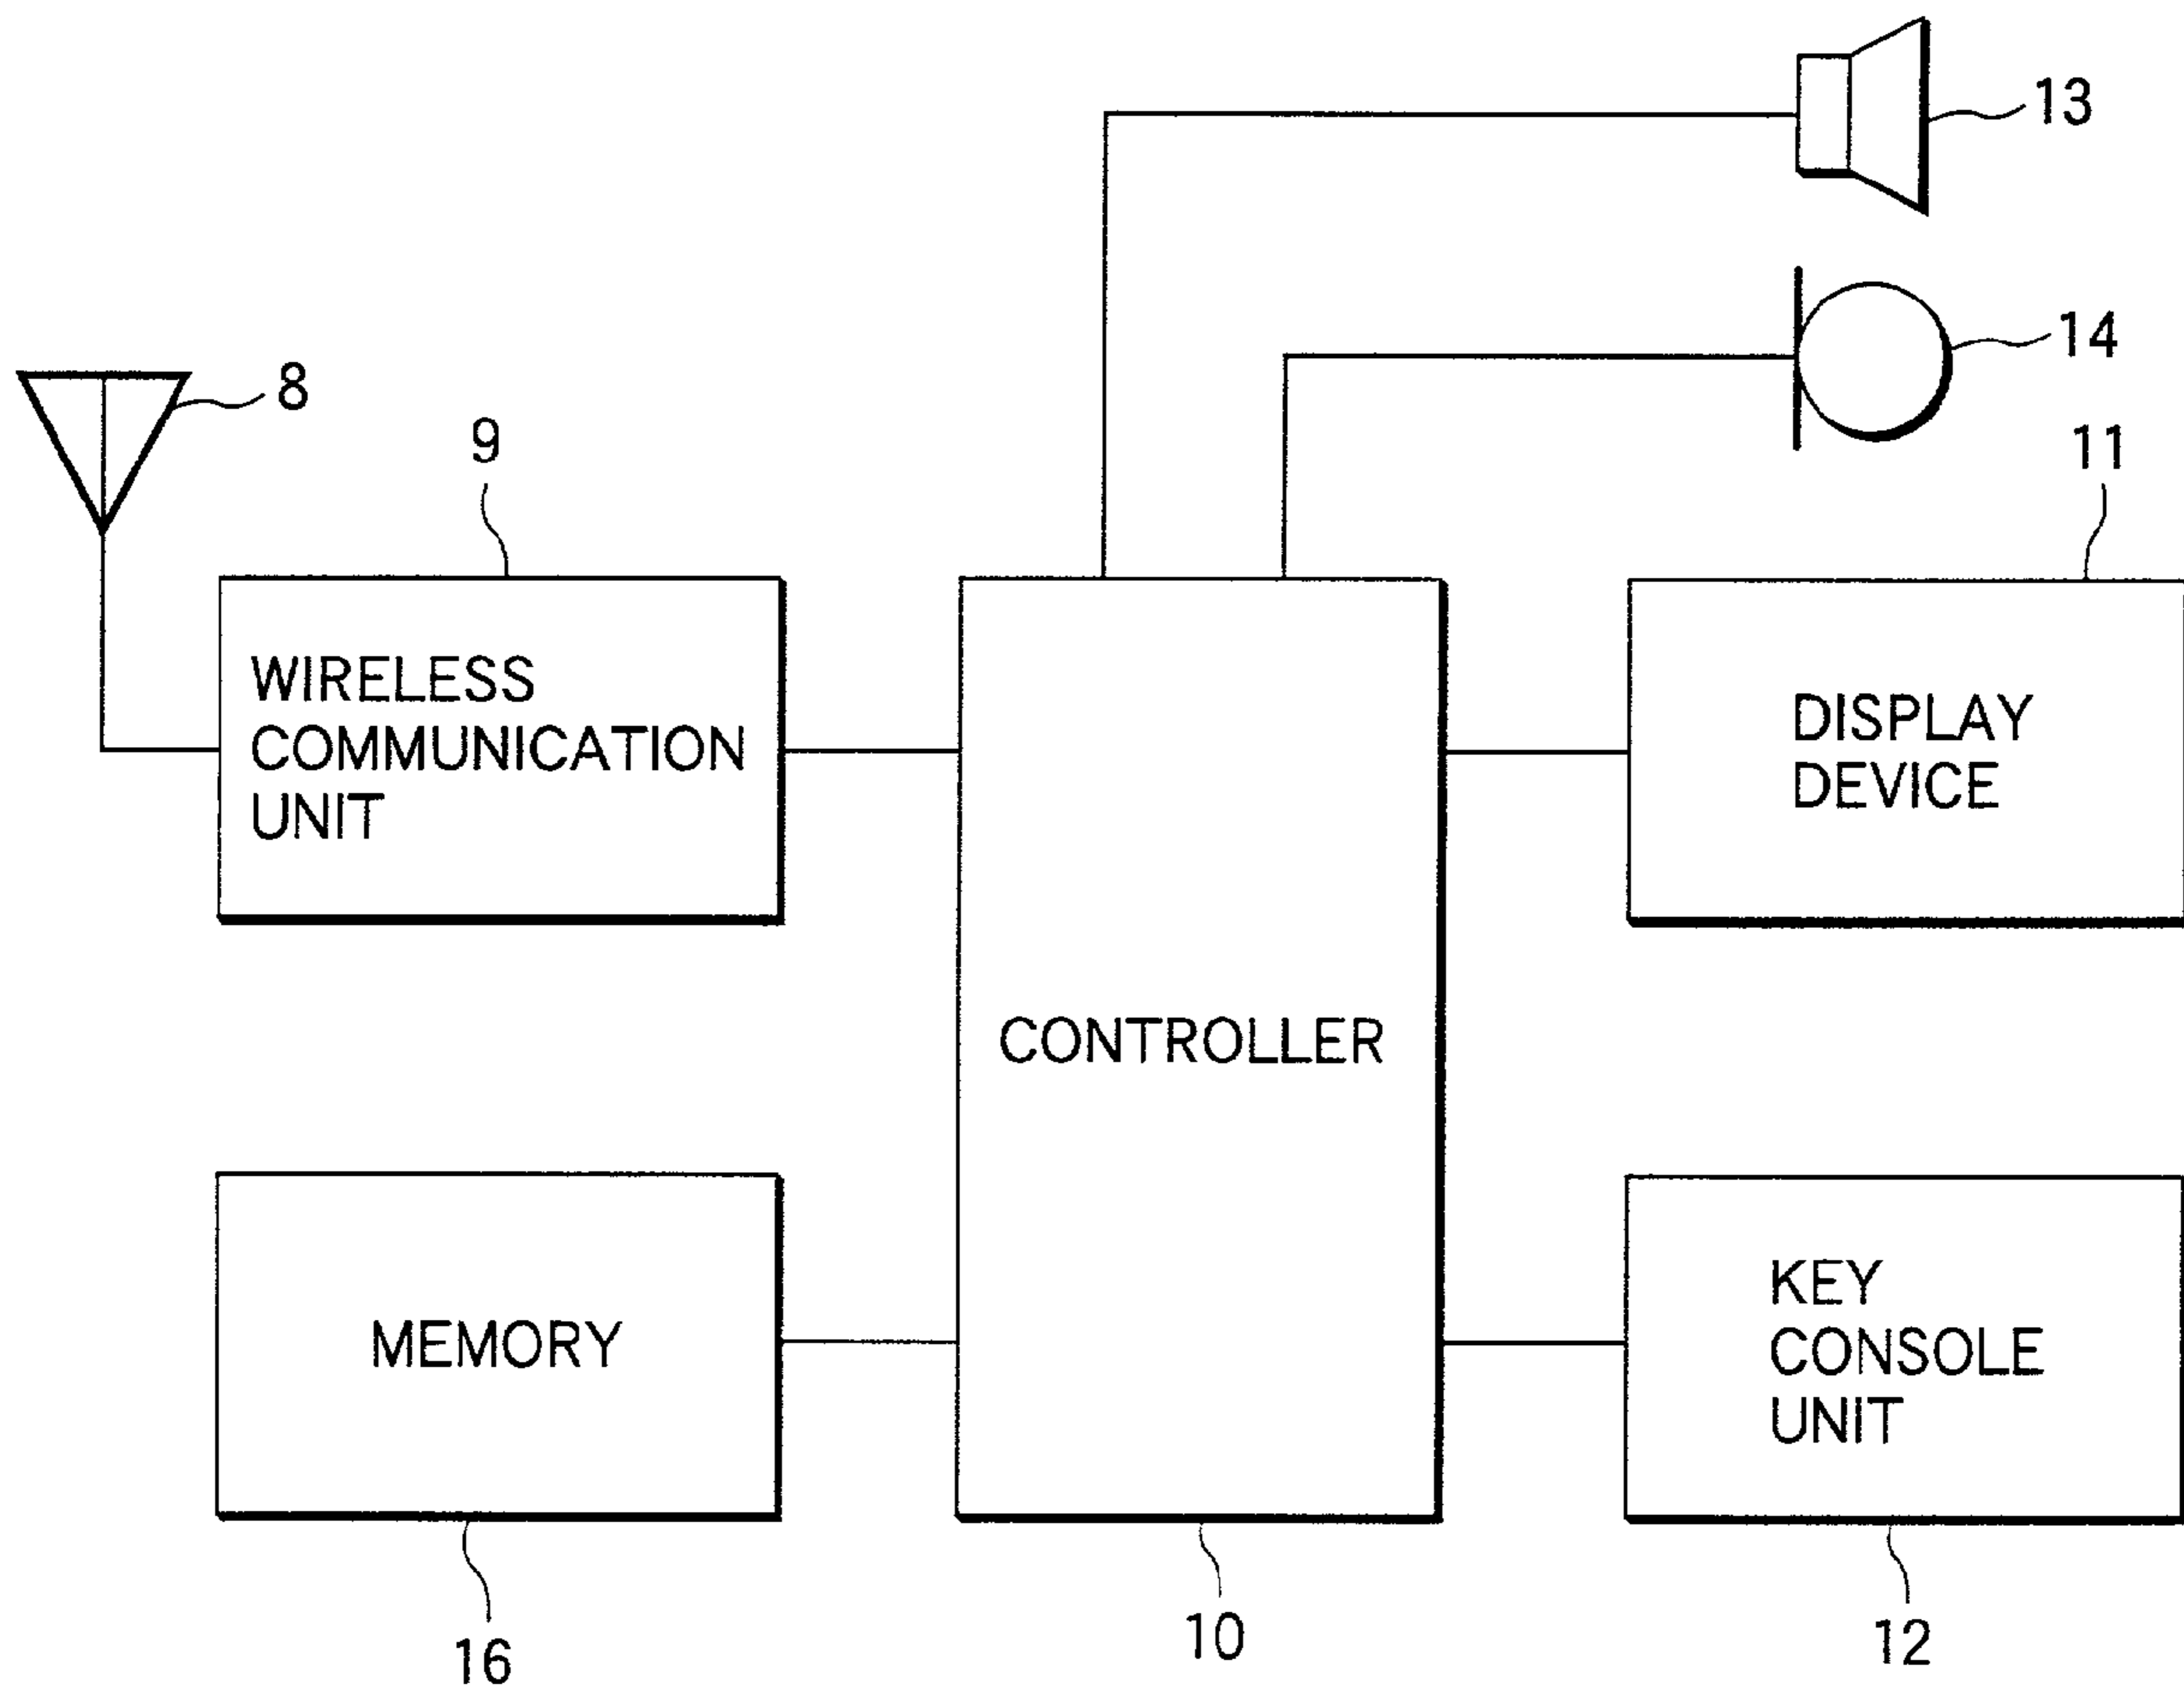 13
14
8
9
11
WIRELESS
COMMUNICATION
UNIT
DISPLAY
DEVICE
CONTROLLER
MEMORY
KEY
CONSOLE
UNIT
16
10
12